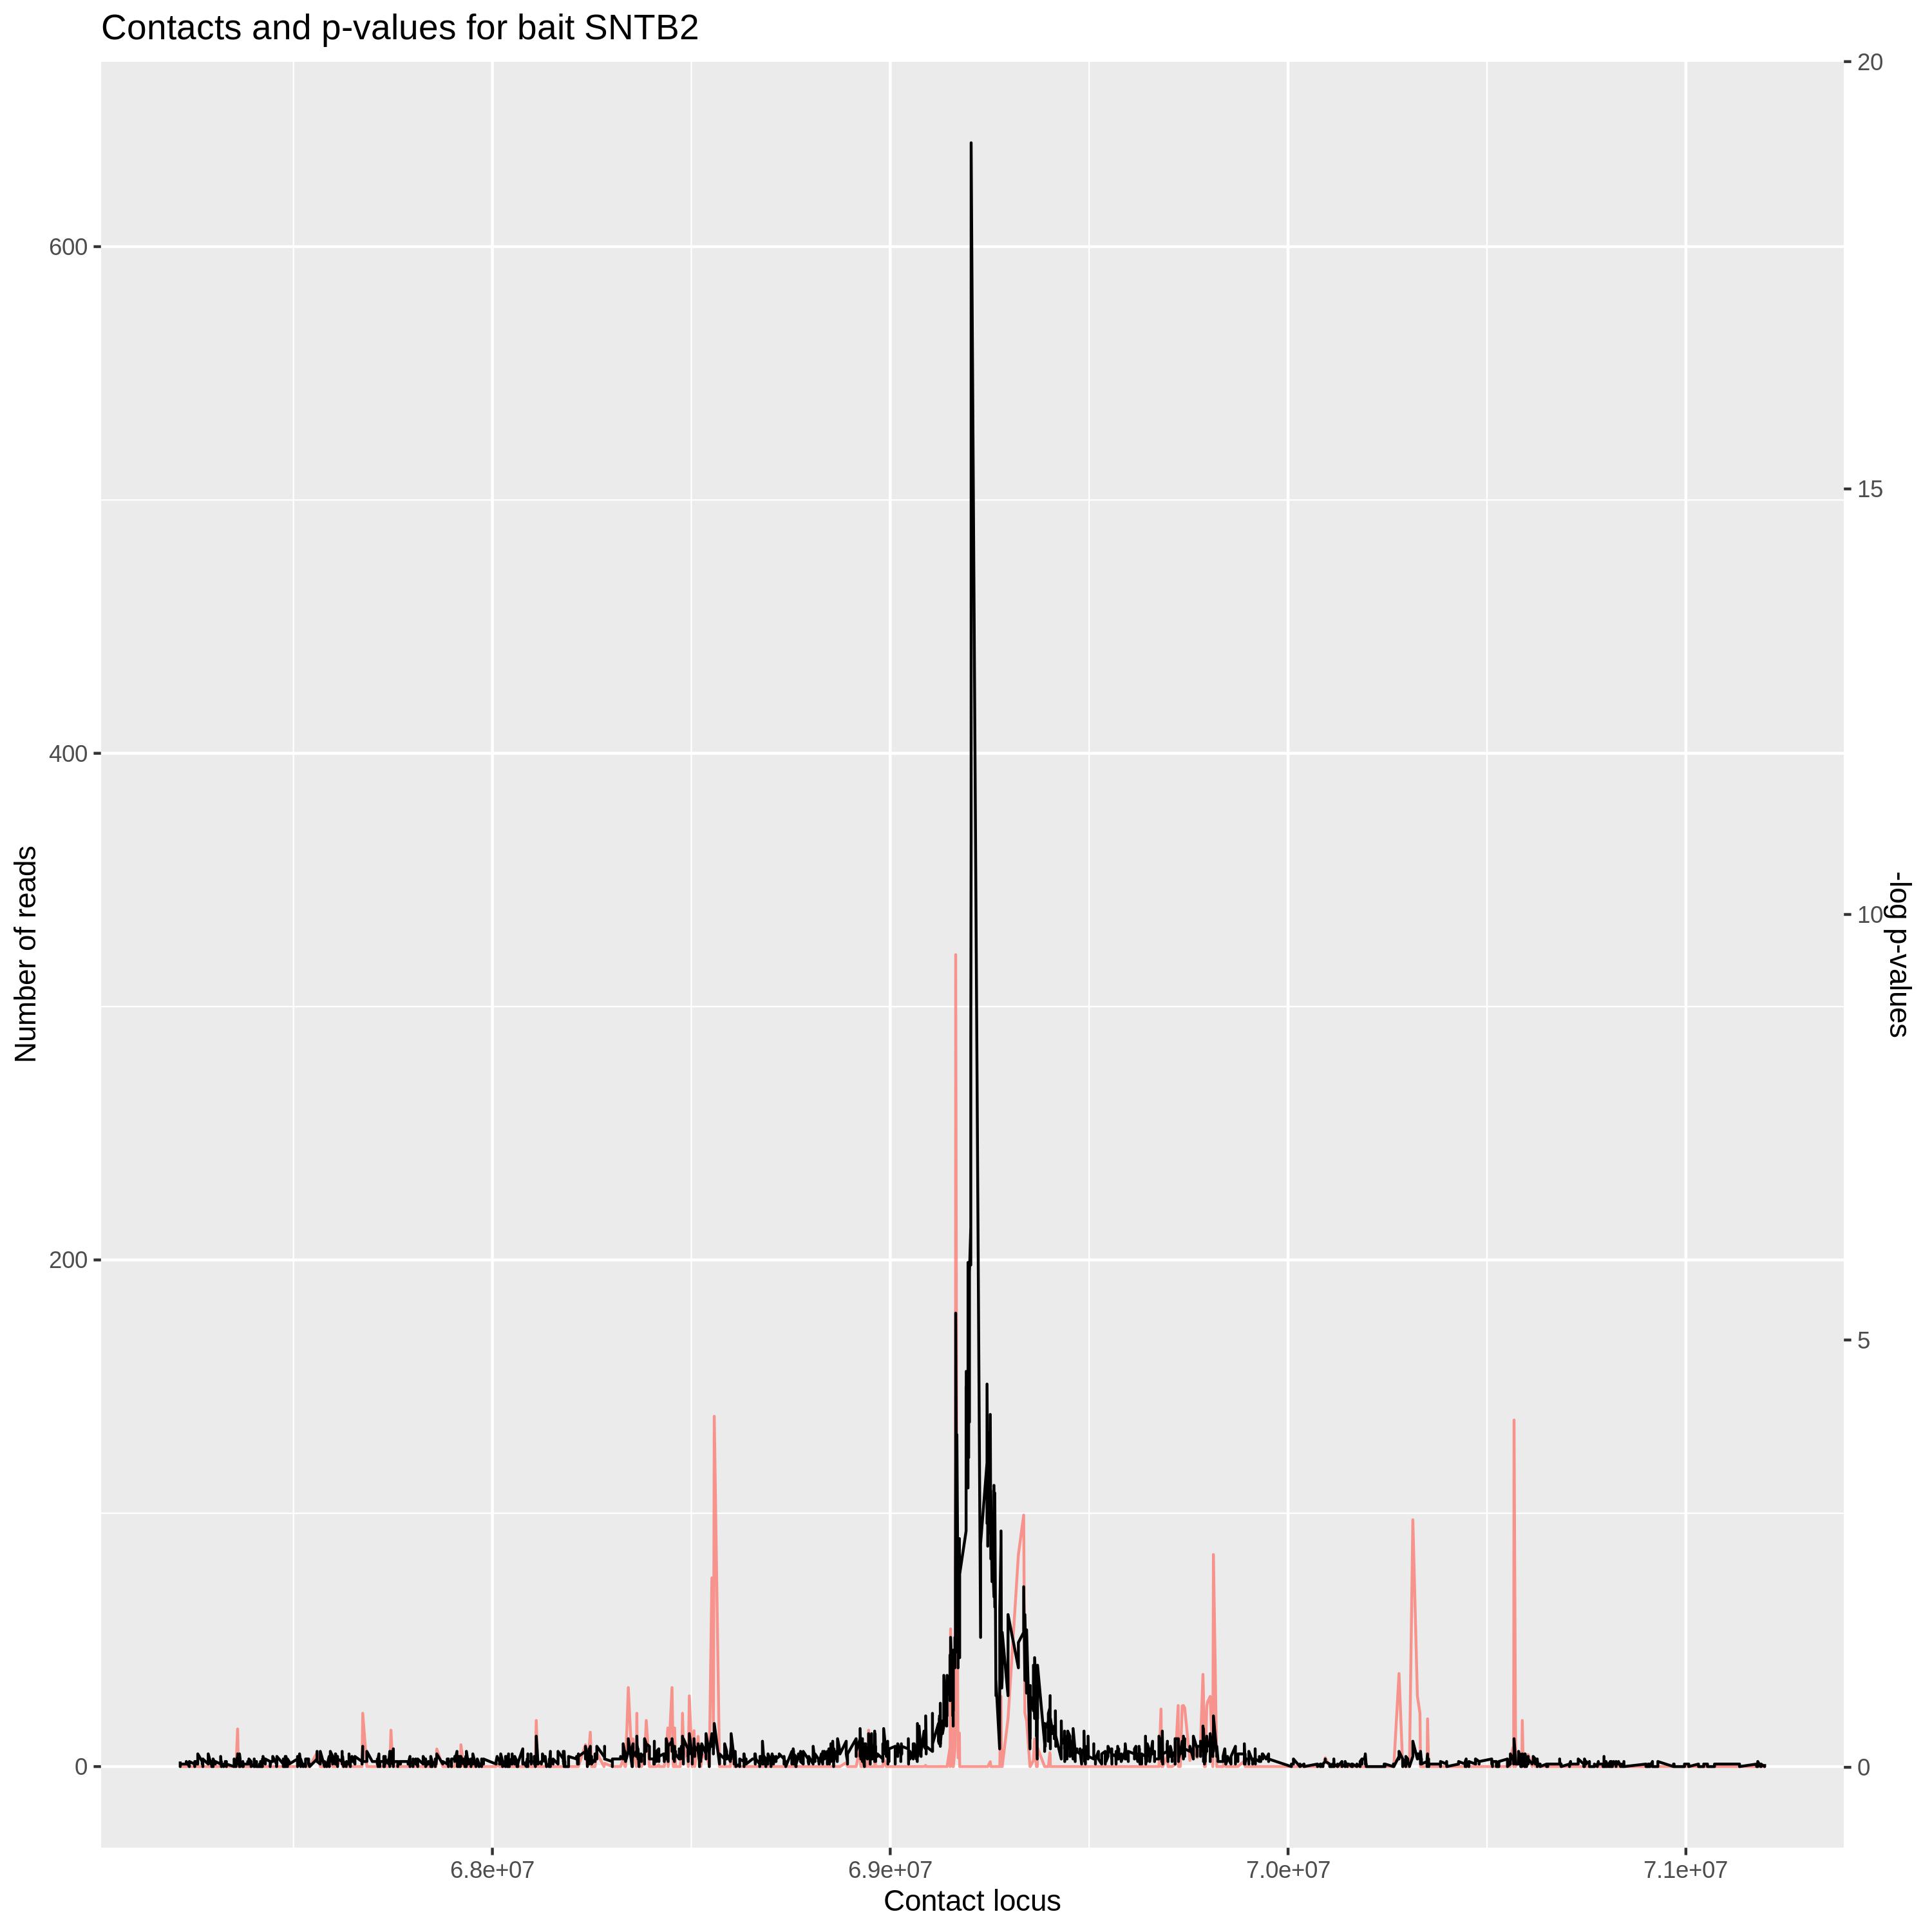 Contacts and p-values for bait SNTB2
20
600
15
400
10
200
5
0
0
Number of reads
-log p-values
6.8e+07
6.9e+07
7.0e+07
7.1e+07
Contact locus